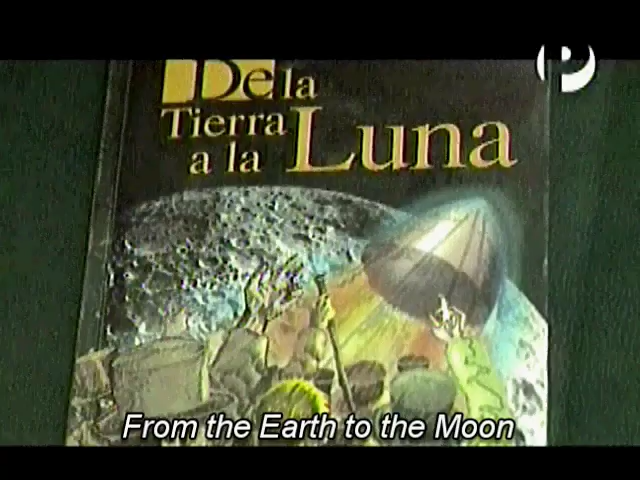 De la
Tierra
a la Luna
From the Earth to the Moon